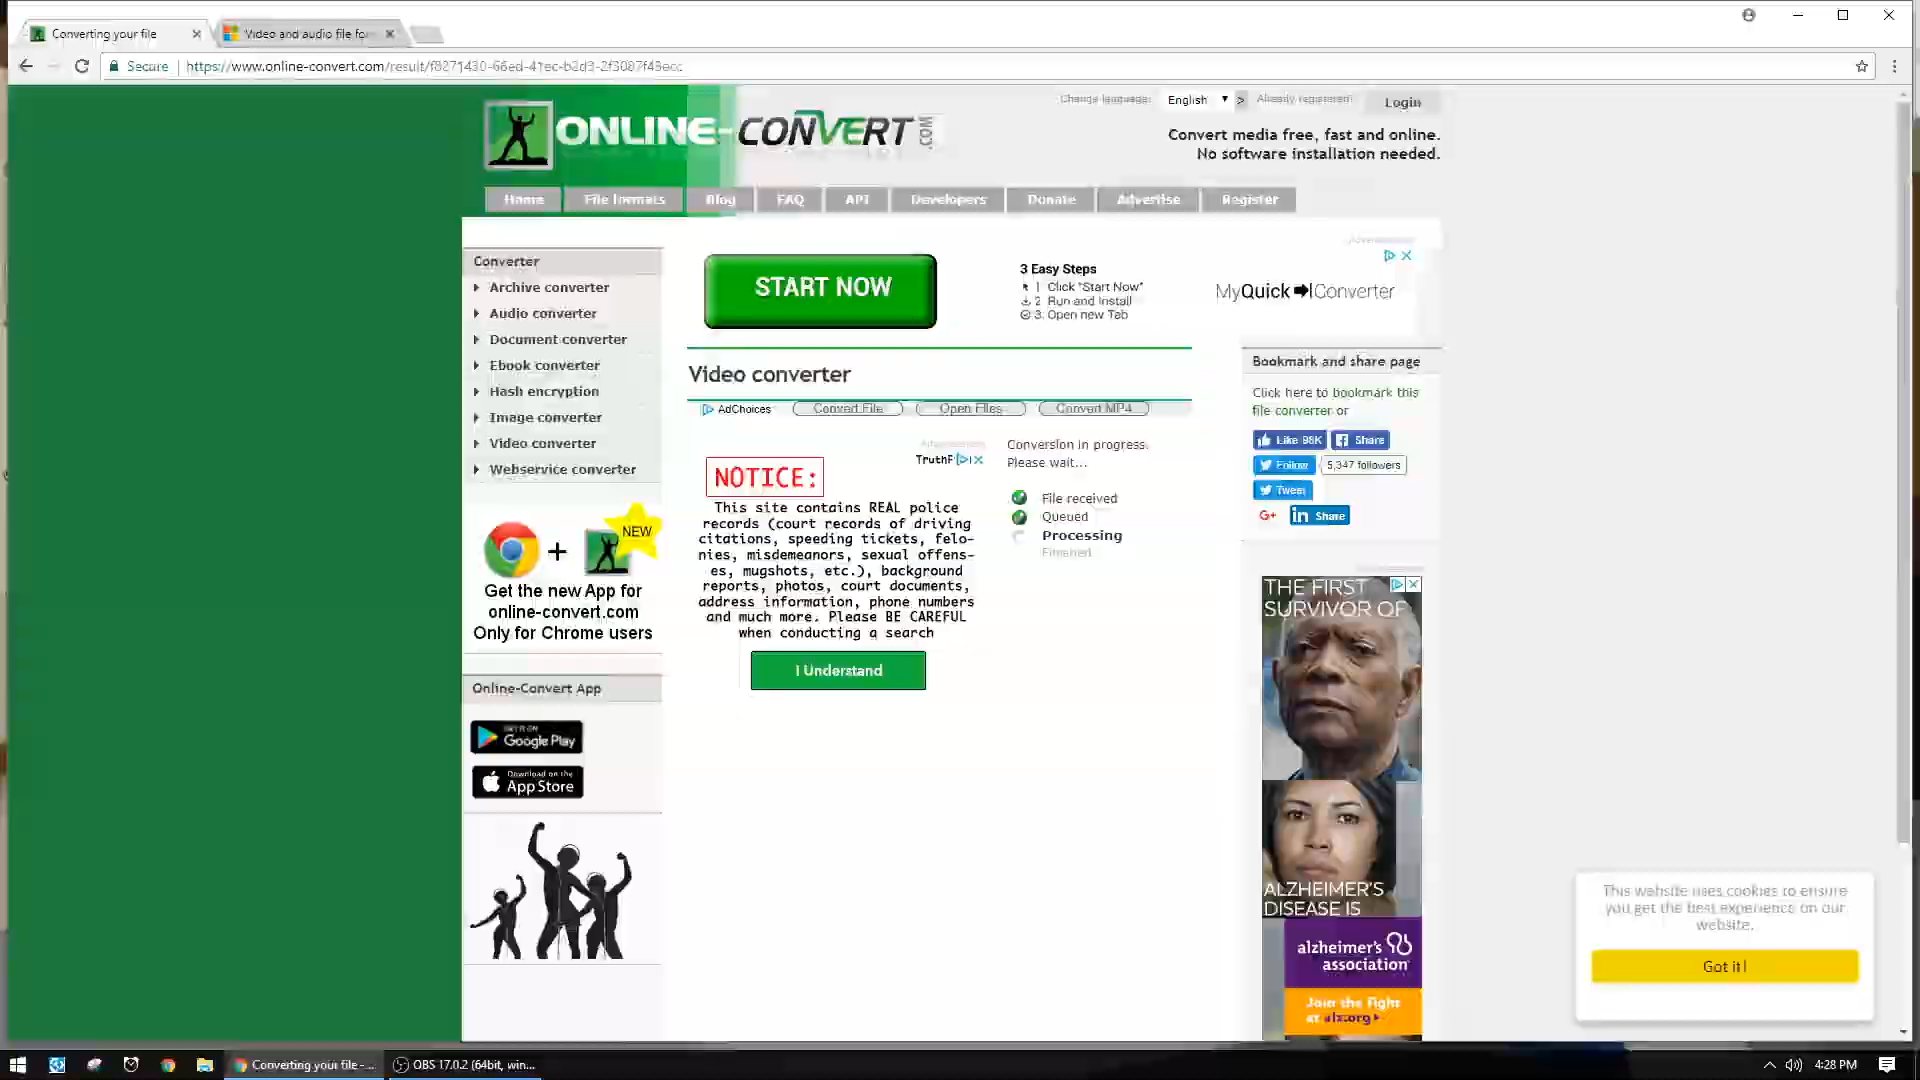 Converting your file
Video and audio file for
Secure
https://www.online-convert.com/result/
ONLINE-CONVERT
.COM
Change language:
English
>
Already registered?
Login
Convert media free, fast and online.
No software installation needed.
Home
File formats
Blog
FAQ
API
Developers
Donate
Advertise
Register
Converter
Archive converter
Audio converter
Document converter
Ebook converter
Hash encryption
Image converter
Video converter
Webservice converter
NEW
+
Get the new App for
online-convert.com
Only for Chrome users
Online-Convert App
GET IT ON
Google Play
Download on the
App Store
Advertisement
START NOW
3 Easy Steps
1 Click "Start Now"
2. Run and Install
3. Open new Tab
MyQuick Converter
Video converter
AdChoices
Convert File
Open Files
Convert MP4
Advertisement
TruthF
NOTICE:
This site contains REAL police
records (court records of driving
citations, speeding tickets, felo-
nies, misdemeanors, sexual offens-
es, mugshots, etc.), background
reports, photos, court documents,
address information, phone numbers
and much more. Please BE CAREFUL
when conducting a search
I Understand
Conversion in progress.
Please wait...
File received
Queued
Processing
Finished
Bookmark and share page
Click here to bookmark this
file converter or
Like 98K
Share
Follow
5,347 followers
Tweet
G+
in Share
THE FIRST
SURVIVOR OF
ALZHEIMER'S
DISEASE IS
alzheimer's
association
Join the fight
at alz.org
This website uses cookies to ensure
you get the best experience on our
website.
Got it!
Converting your file -...
OBS 17.0.2 (64bit, win...
4:28 PM